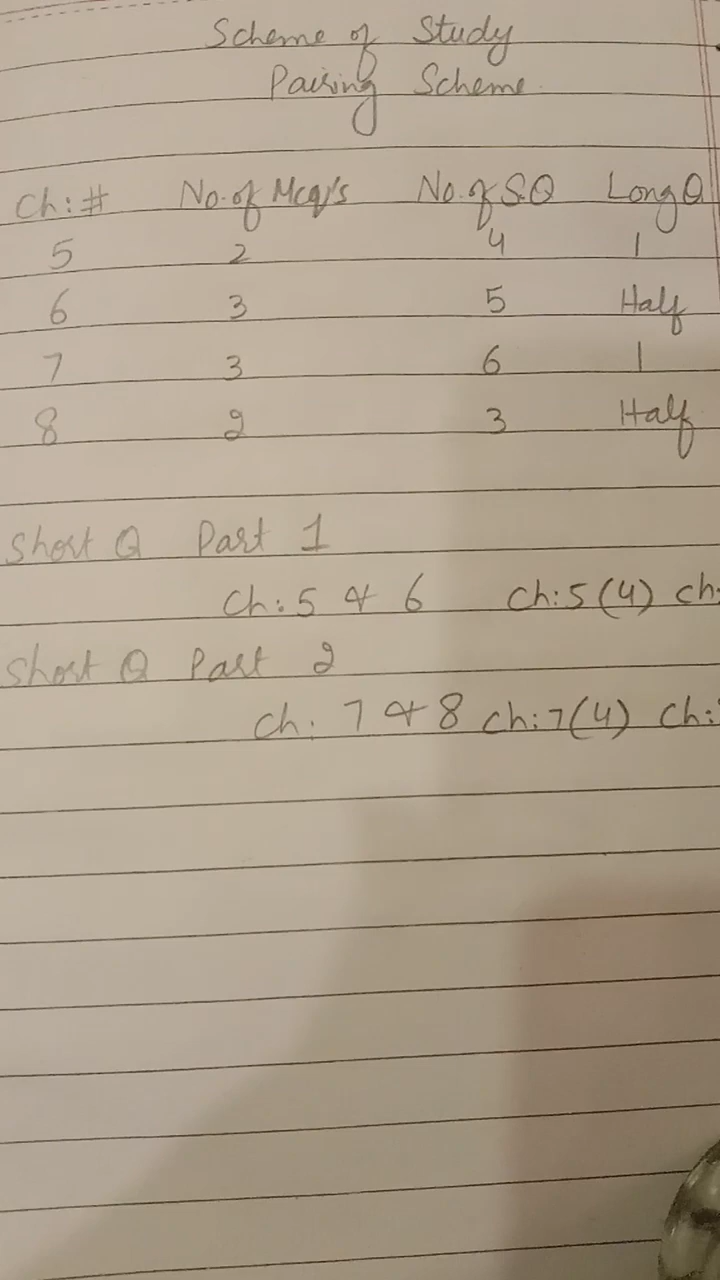 Scheme of Study
Pairing Scheme
Ch:# No. of Mcq's No. of S.Q Long Q
5 2 4 1
6 3 5 Half
7 3 6 1
8 2 3 Half
Short Q Part 1
Ch: 5 & 6 Ch:5(4) Ch:
Short Q Part 2
Ch: 7 & 8 Ch:7(4) Ch: